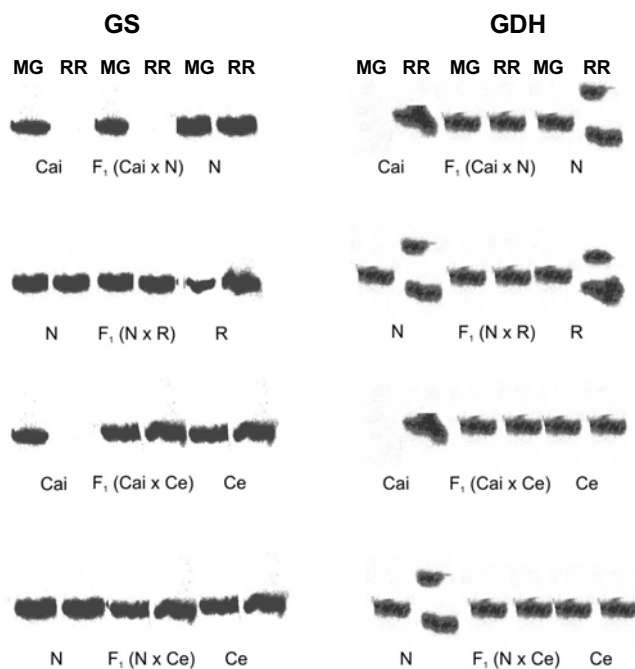 GS GDH
MG RR MG RR MG RR MG RR MG RR MG RR
Cai F₁ (Cai x N) N Cai F₁ (Cai x N) N
N F₁ (N x R) R N F₁ (N x R) R
Cai F₁ (Cai x Ce) Ce Cai F₁ (Cai x Ce) Ce
N F₁ (N x Ce) Ce N F₁ (N x Ce) Ce